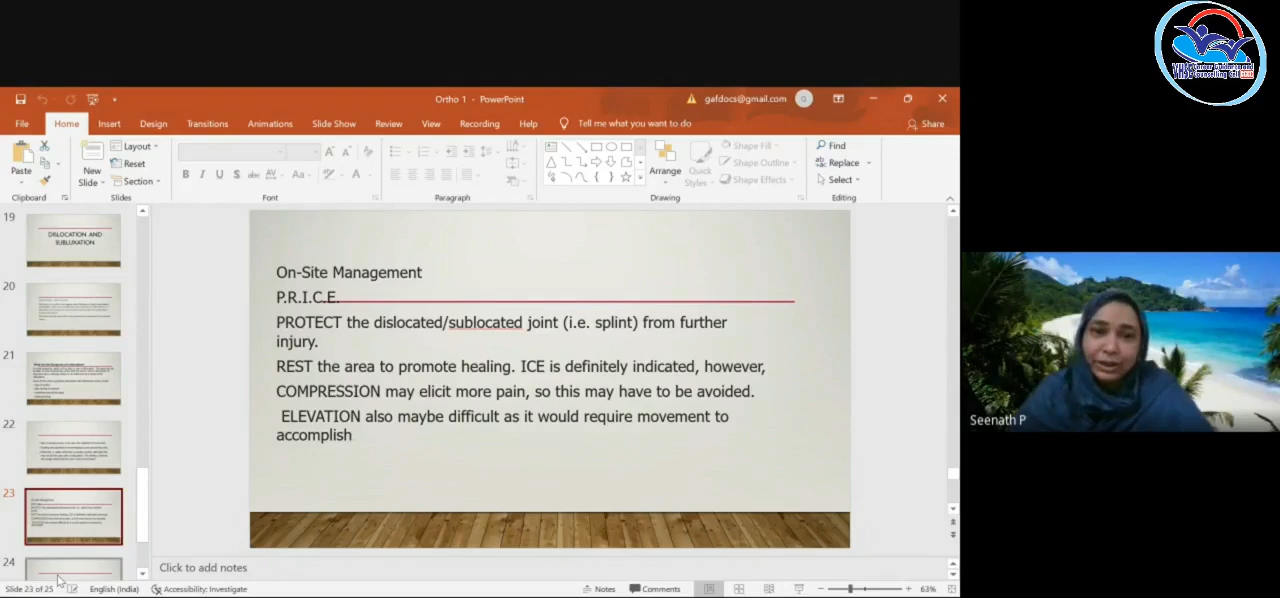 Ortho 1 - PowerPoint
gafdocs@gmail.com
G
File Home Insert Design Transitions Animations Slide Show Review View Recording Help Tell me what you want to do Share
Paste
New
Slide
Layout
Reset
Section
B I U S abc AV Aa A
Arrange
Quick
Styles
Shape Fill
Shape Outline
Shape Effects
Find
Replace
Select
Clipboard Slides Font Paragraph Drawing Editing
19
DISLOCATION AND
SUBLUXATION
20
21
22
23
24
On-Site Management
P.R.I.C.E.
PROTECT the dislocated/sublocated joint (i.e. splint) from further
injury.
REST the area to promote healing. ICE is definitely indicated, however,
COMPRESSION may elicit more pain, so this may have to be avoided.
ELEVATION also maybe difficult as it would require movement to
accomplish
Click to add notes
Slide 23 of 25 English (India) Accessibility: Investigate Notes Comments 63%
Seenath P